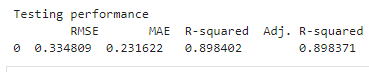 Testing performance
RMSE MAE R-squared Adj. R-squared
0 0.334809 0.231622 0.898402 0.898371